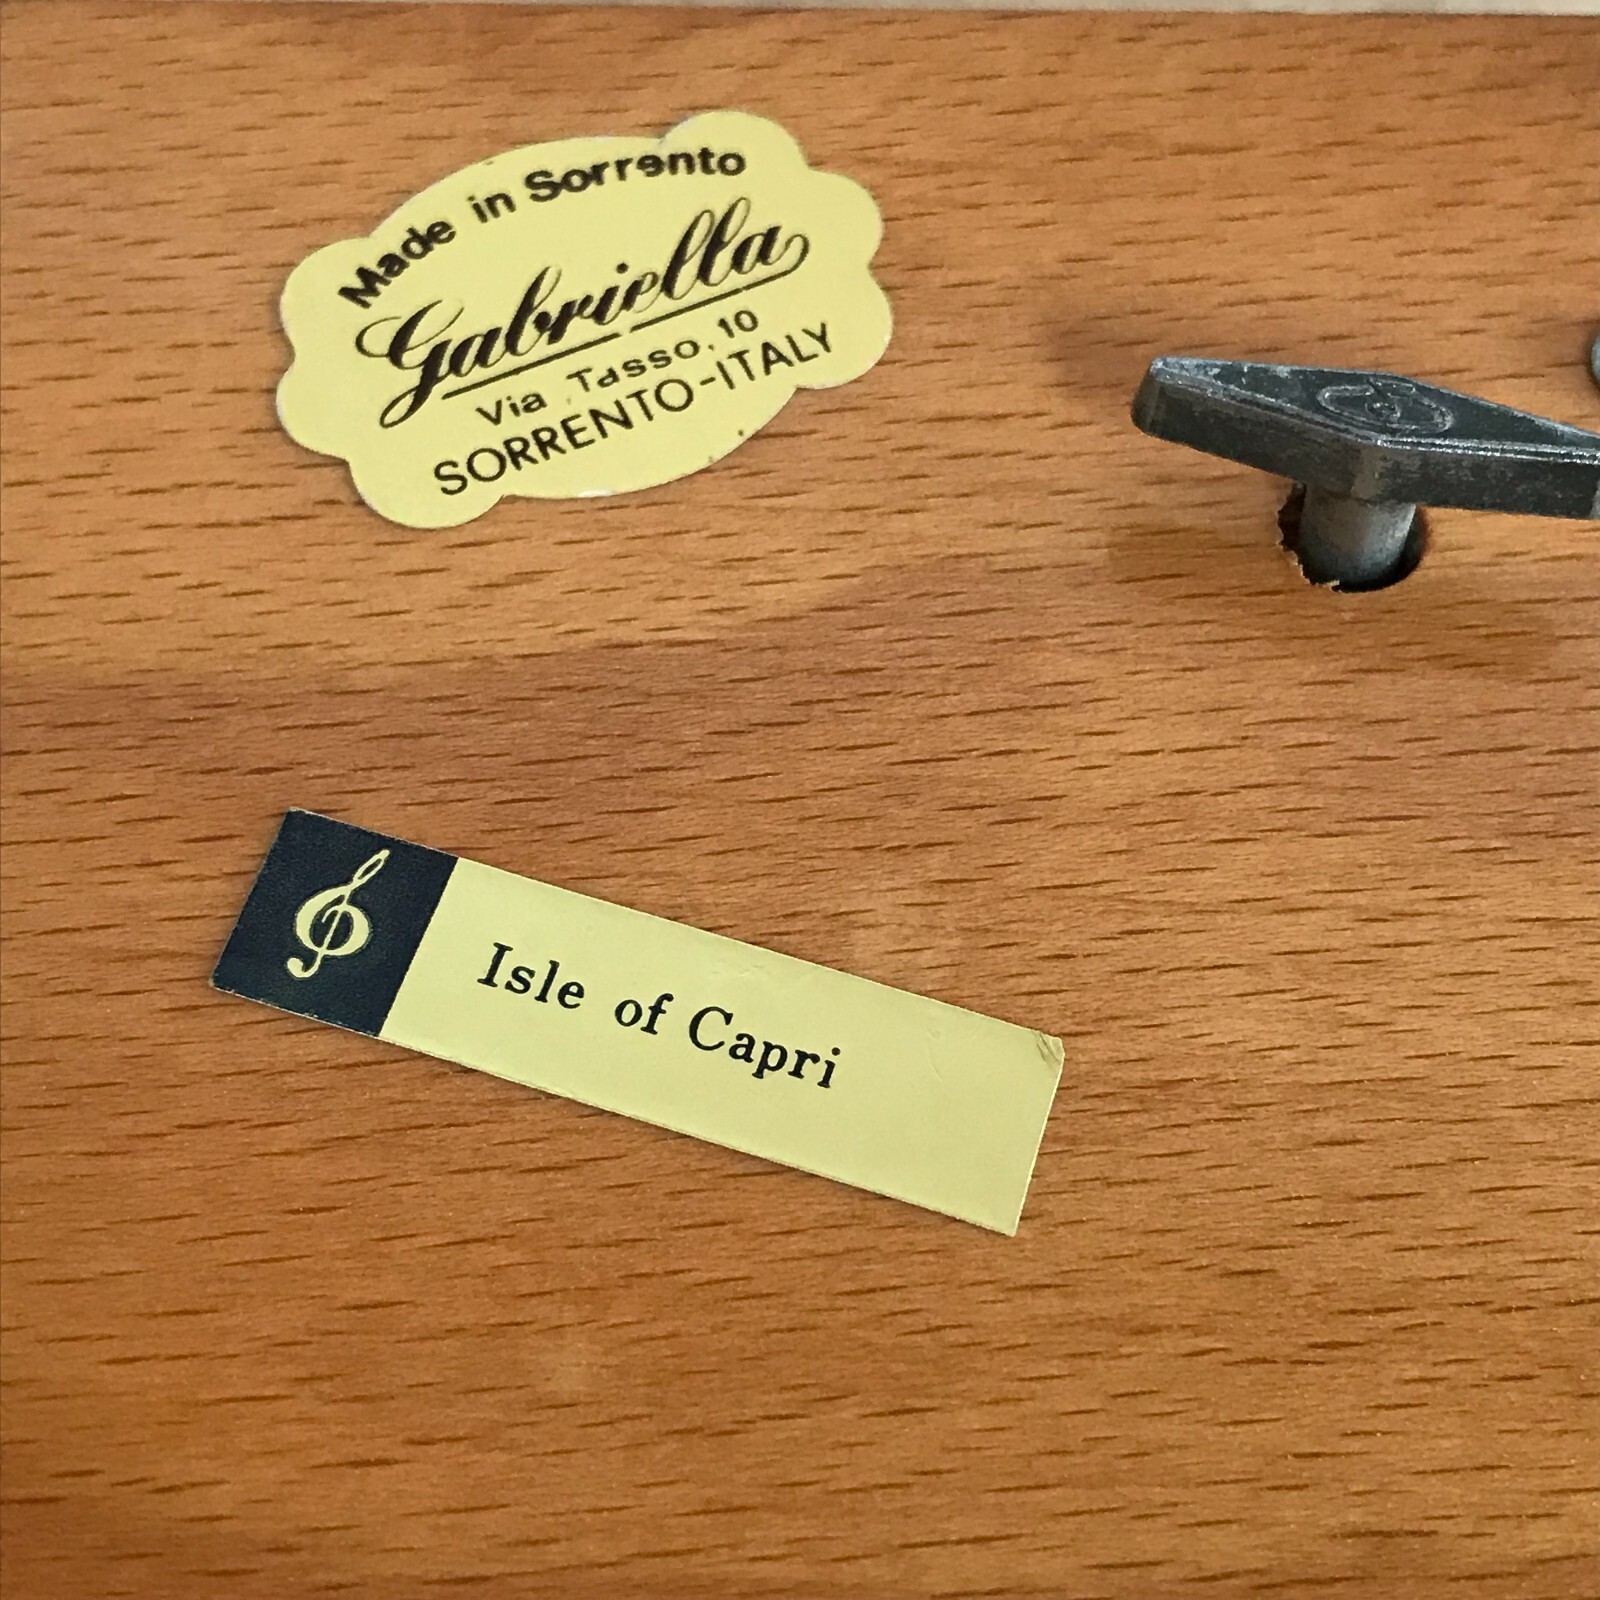 Made in Sorrento
Gabriella
Via Tasso, 10
SORRENTO-ITALY
Isle of Capri